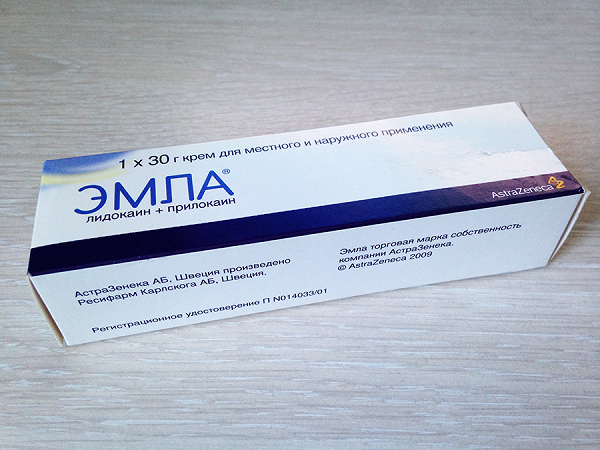 1 x 30 г крем для местного и наружного применения
ЭМЛА®
лидокаин + прилокаин
AstraZeneca
АстраЗенека АБ, Швеция произведено
Ресифарм Карлскога АБ, Швеция.
Регистрационное удостоверение П N014033/01
Эмла торговая марка собственность
компании АстраЗенека.
© AstraZeneca 2009